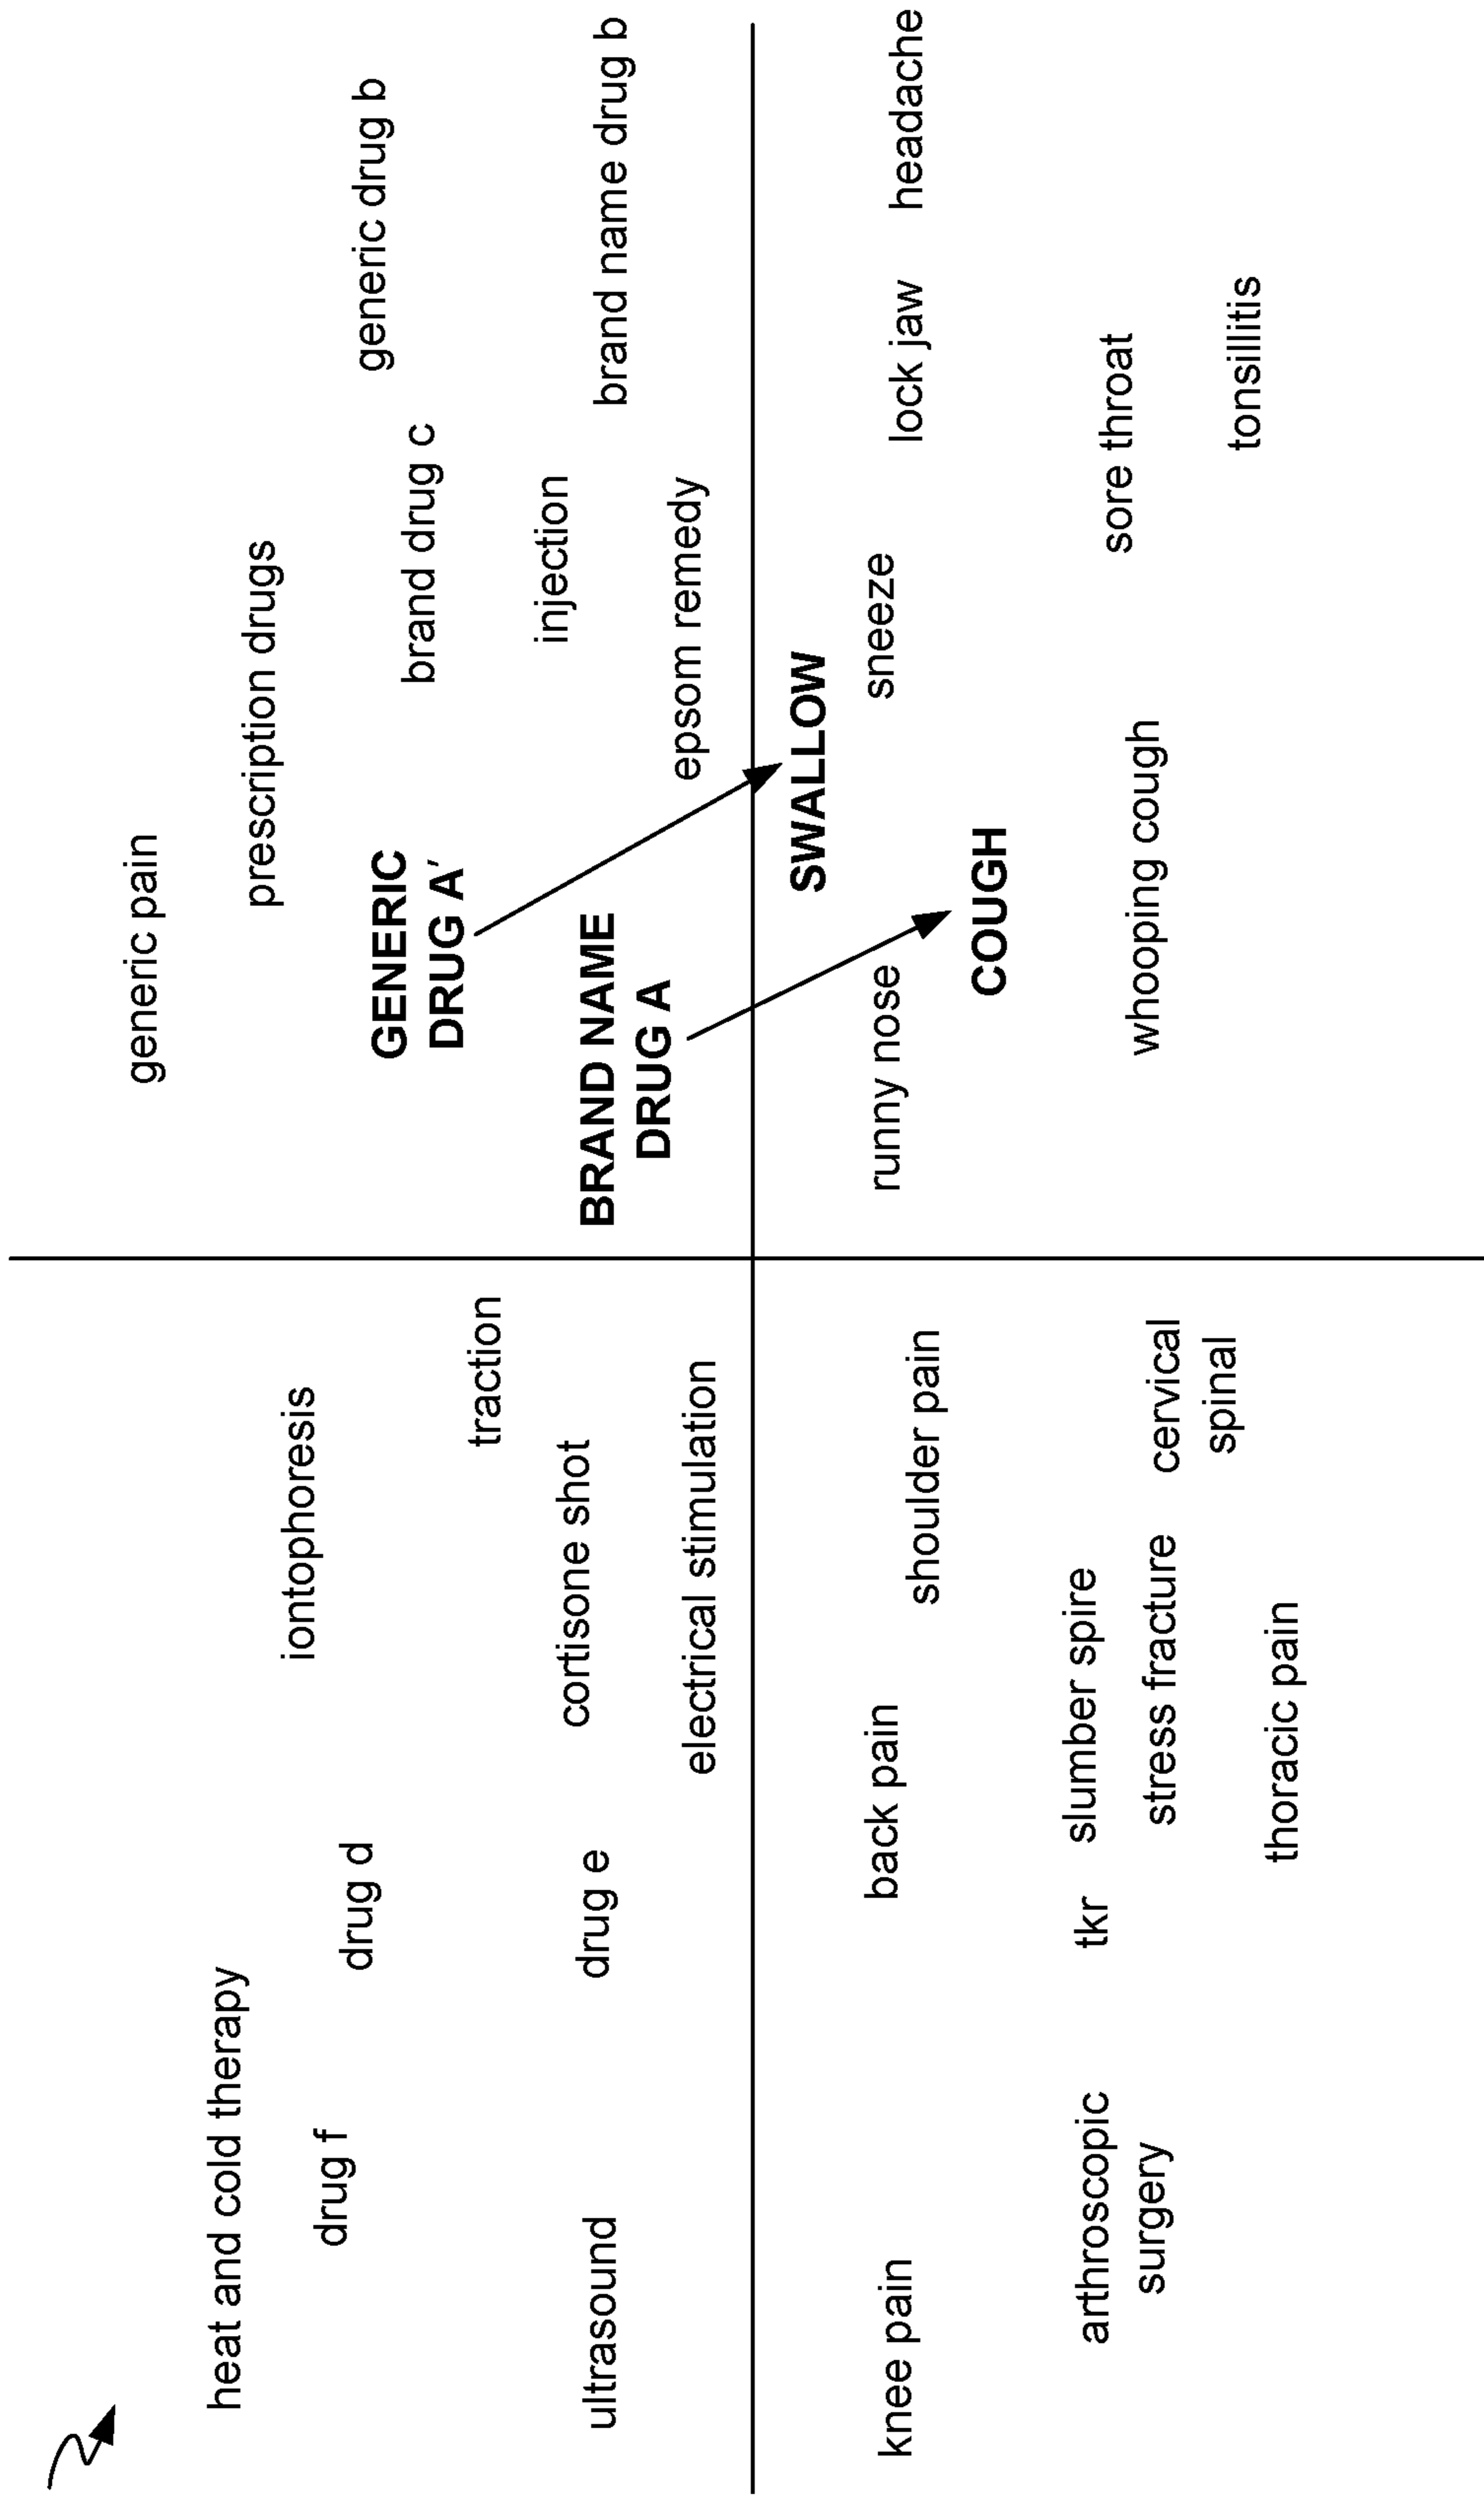 heat and cold therapy
drug f
ultrasound
drug d
drug e
iontophoresis
traction
cortisone shot
electrical stimulation
generic pain
prescription drugs
generic drug b
GENERIC
DRUG A′
brand drug c
injection
BRAND NAME
DRUG A
brand name drug b
epsom remedy
knee pain
arthroscopic
surgery
back pain
shoulder pain
tkr
slumber spire
stress fracture
cervical
spinal
thoracic pain
SWALLOW
runny nose
sneeze
lock jaw
headache
COUGH
sore throat
whooping cough
tonsillitis